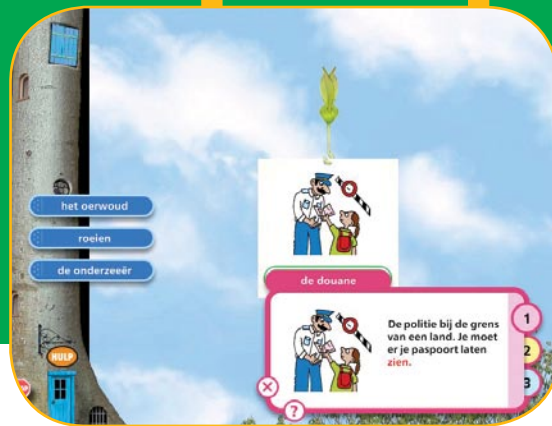 het oerwoud
roeien
de onderzeeër
de douane
De politie bij de grens
van een land. Je moet
er je paspoort laten
zien.
1
2
3
HULP
?